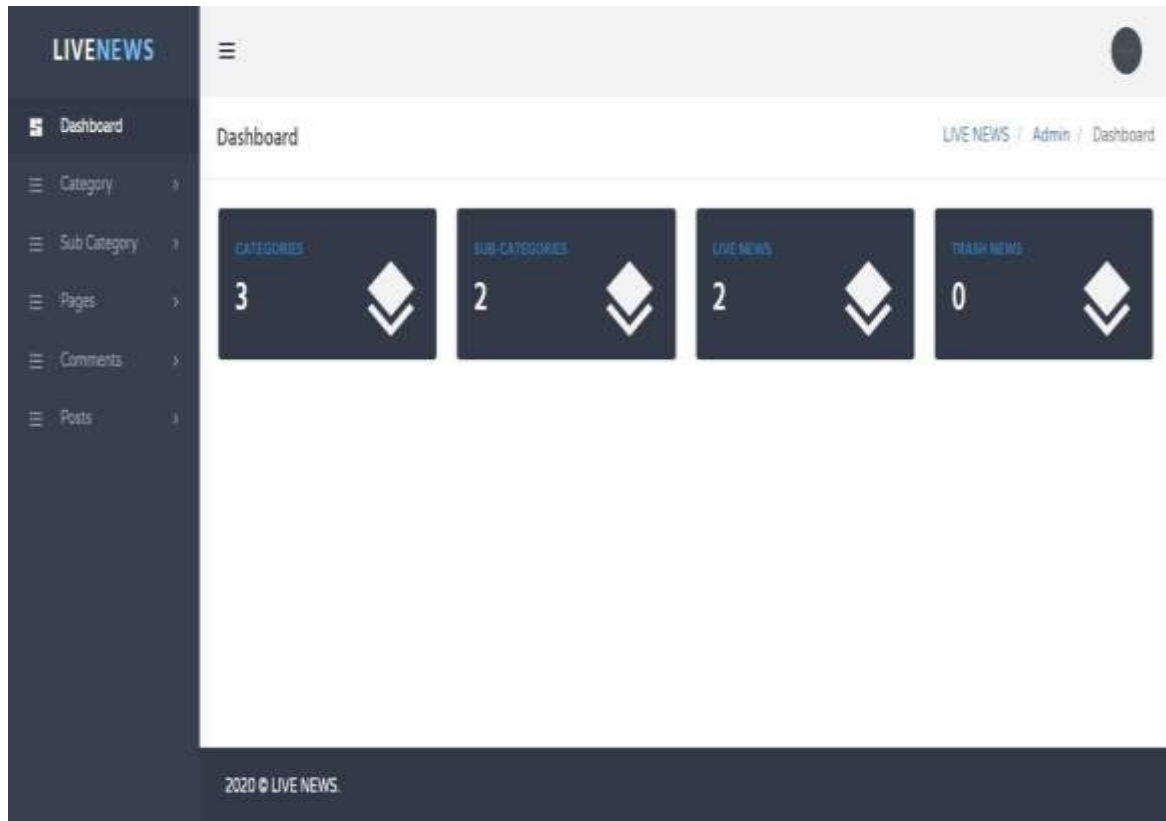 LIVENEWS
Dashboard
Category
Sub Category
Pages
Comments
Posts
Dashboard
LIVE NEWS / Admin / Dashboard
CATEGORIES
3
SUB-CATEGORIES
2
LIVE NEWS
2
TRASH NEWS
0
2020 © LIVE NEWS.